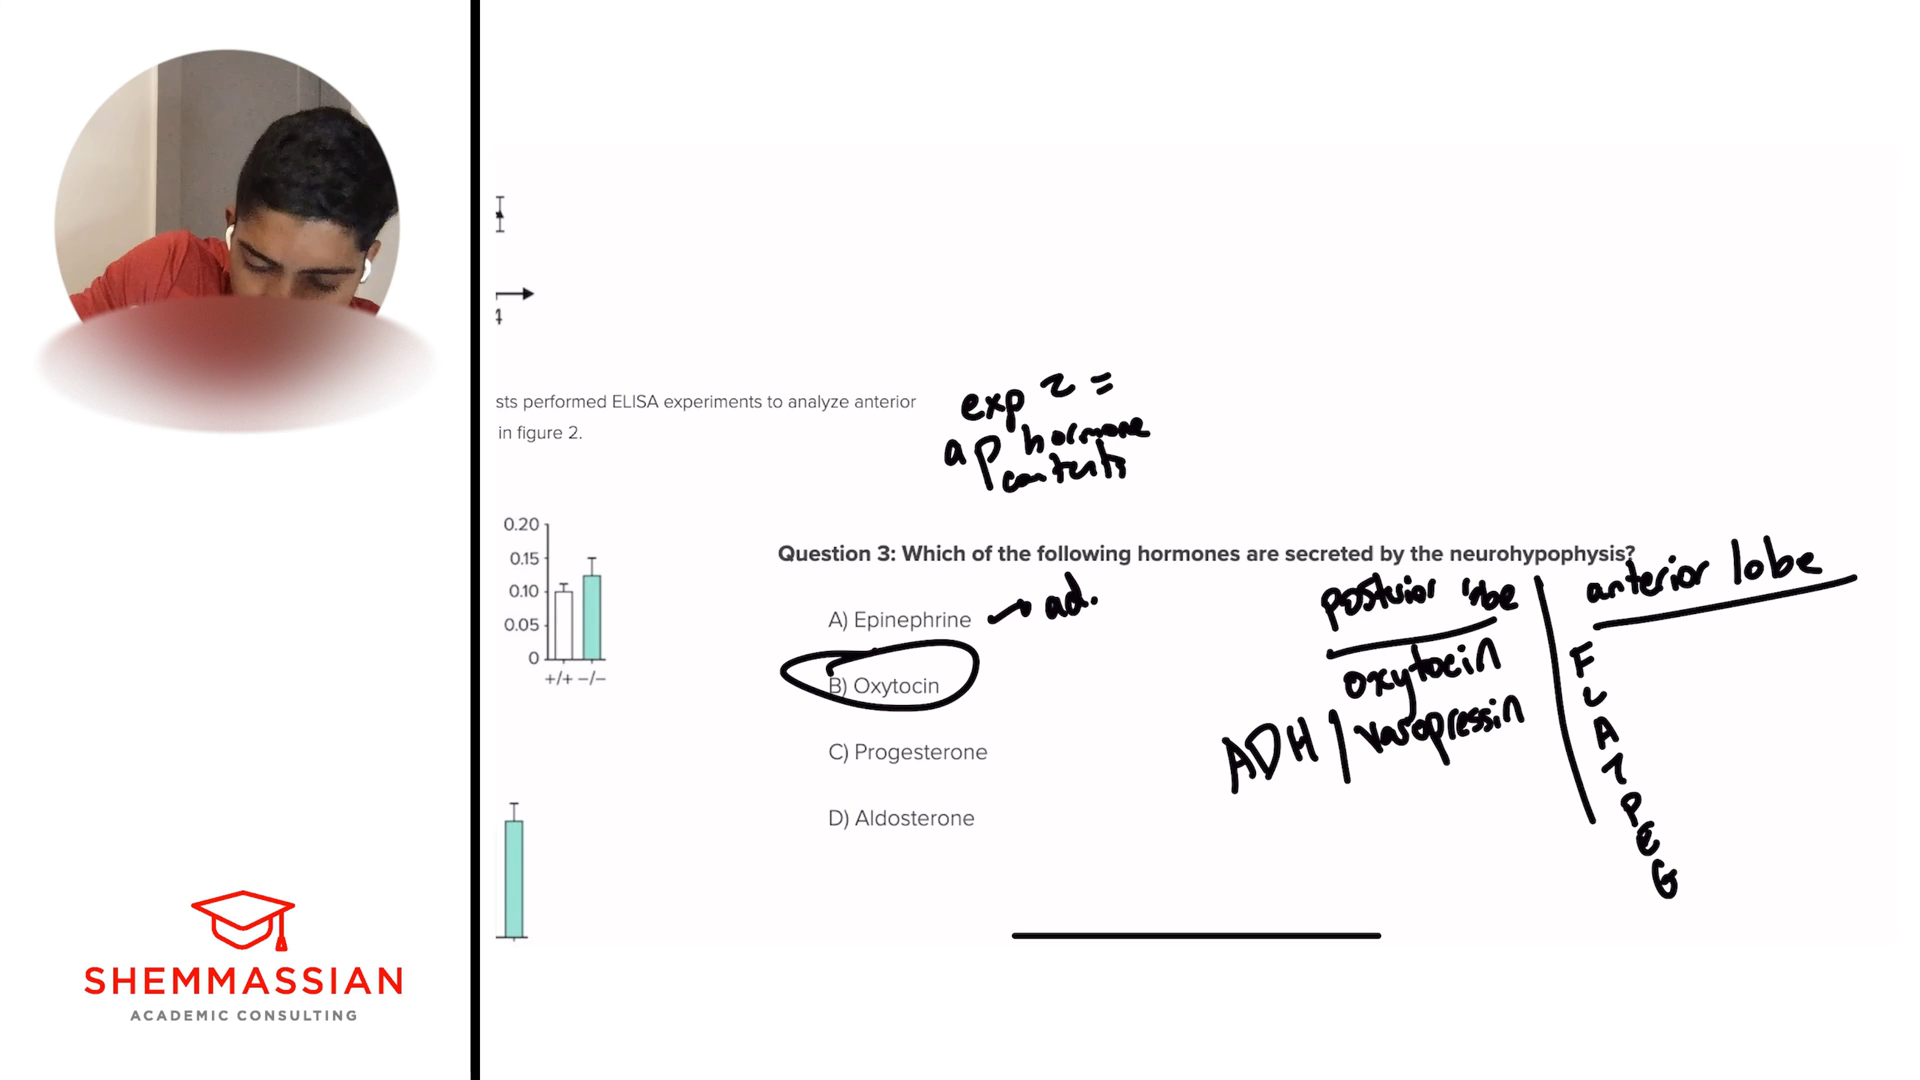 4
sts performed ELISA experiments to analyze anterior
in figure 2.
exp 2 =
ap hormone
contents
0.20
0.15
0.10
0.05
0
+/+ −/−
Question 3: Which of the following hormones are secreted by the neurohypophysis?
A) Epinephrine
ad.
B) Oxytocin
C) Progesterone
D) Aldosterone
posterior lobe
oxytocin
ADH / vasopressin
anterior lobe
F
L
A
T
P
E
G
SHEMMASSIAN
ACADEMIC CONSULTING